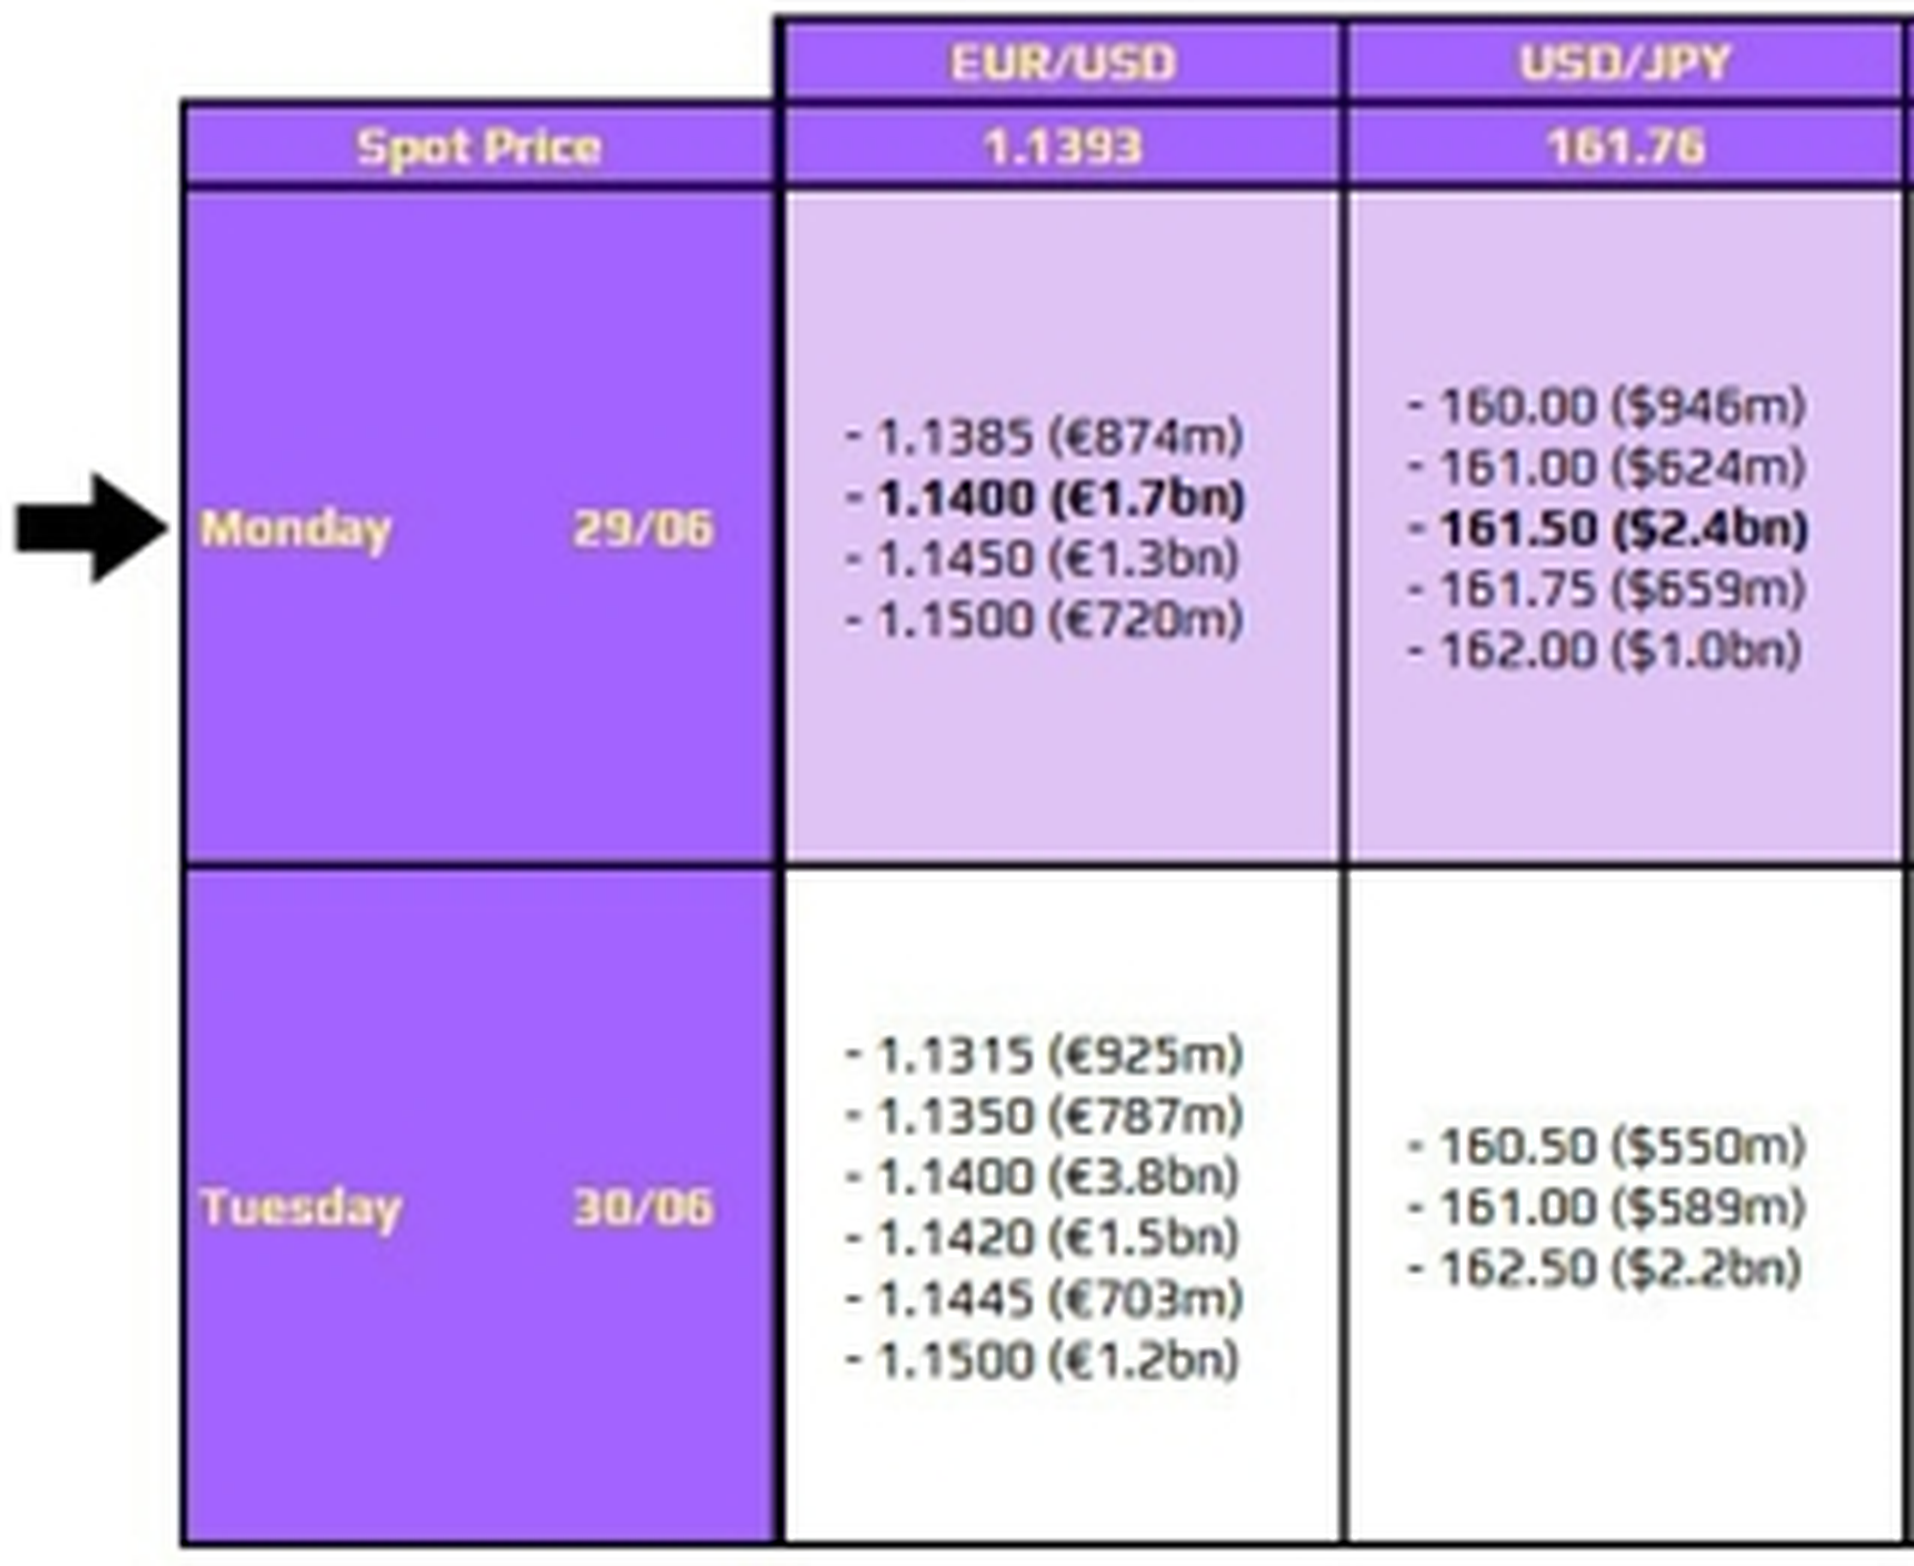 EUR/USD USD/JPY
Spot Price 1.1393 161.76
Monday 29/06
- 1.1385 (€874m)
- 1.1400 (€1.7bn)
- 1.1450 (€1.3bn)
- 1.1500 (€720m)
- 160.00 ($946m)
- 161.00 ($624m)
- 161.50 ($2.4bn)
- 161.75 ($659m)
- 162.00 ($1.0bn)
Tuesday 30/06
- 1.1315 (€925m)
- 1.1350 (€787m)
- 1.1400 (€3.8bn)
- 1.1420 (€1.5bn)
- 1.1445 (€703m)
- 1.1500 (€1.2bn)
- 160.50 ($550m)
- 161.00 ($589m)
- 162.50 ($2.2bn)